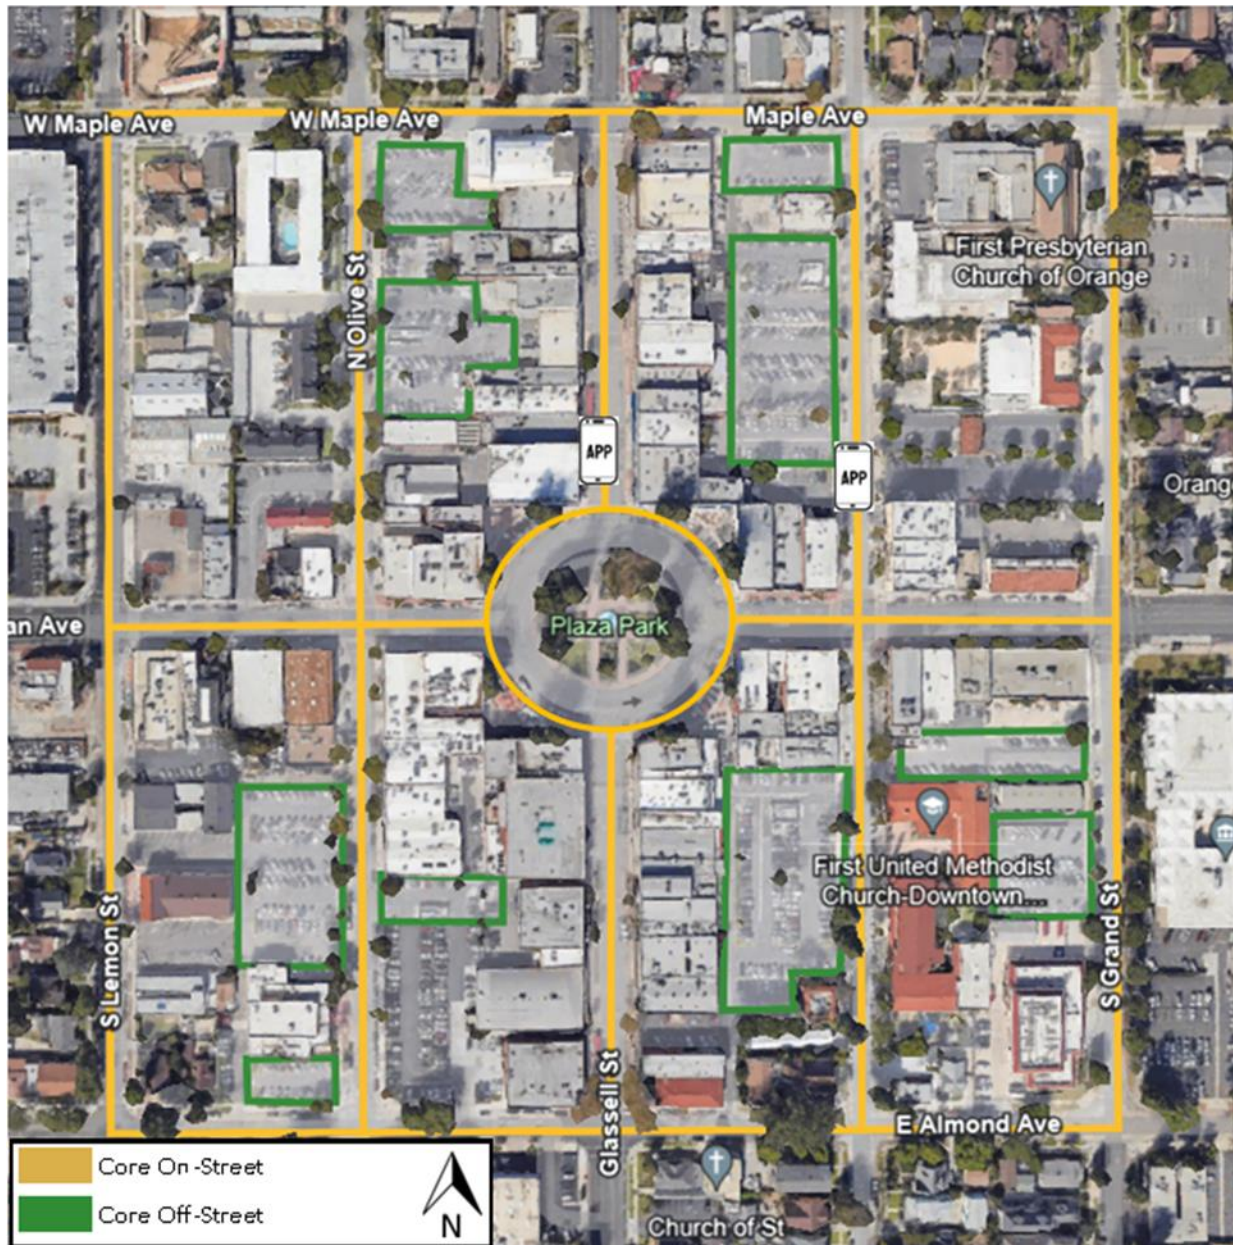 W Maple Ave
W Maple Ave
Maple Ave
First Presbyterian
Church of Orange
N Olive St
APP
APP
Orang
Plaza Park
an Ave
First United Methodist
Church-Downtown...
S Lemon St
S Grand St
Glassell St
E Almond Ave
Church of St
Core On-Street
Core Off-Street
N